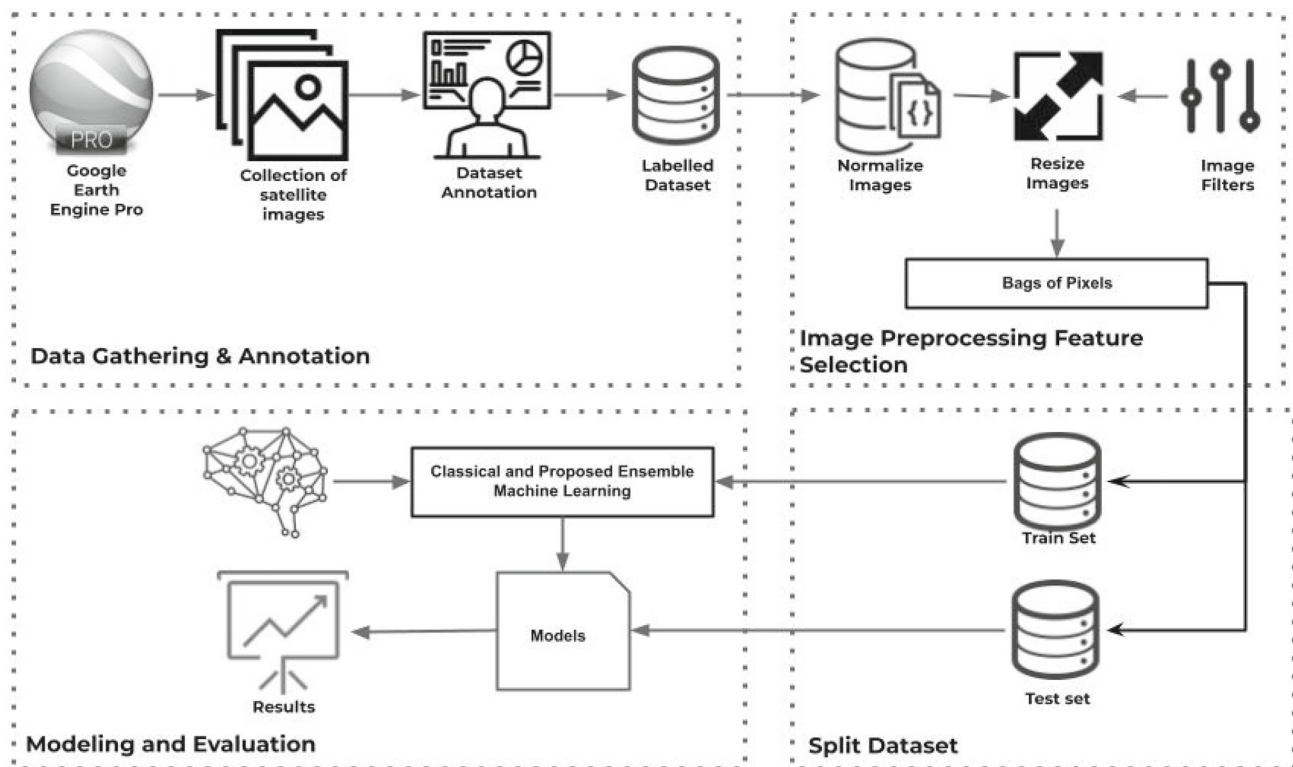 PRO
Google
Earth
Engine Pro
Collection of
satellite
images
Dataset
Annotation
Labelled
Dataset
Data Gathering & Annotation
{}
Normalize
Images
Resize
Images
Image
Filters
Bags of Pixels
Image Preprocessing Feature
Selection
Classical and Proposed Ensemble
Machine Learning
Models
Results
Modeling and Evaluation
Train Set
Test set
Split Dataset